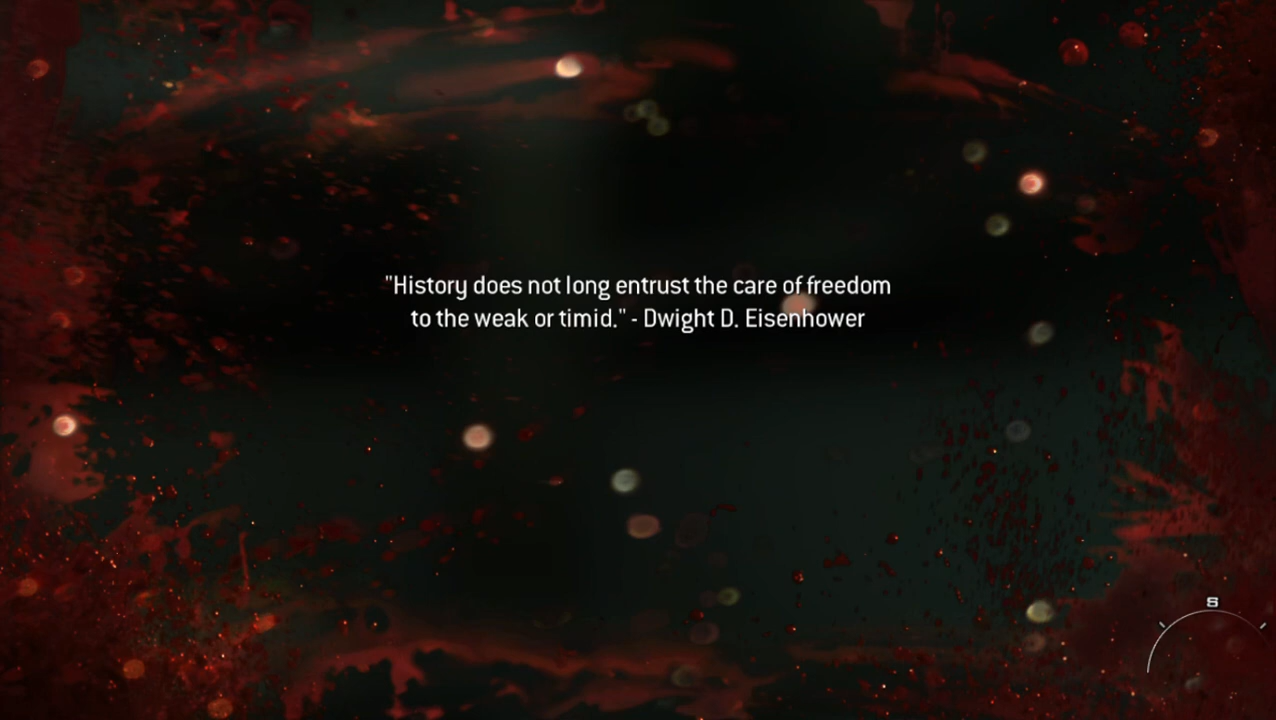 "History does not long entrust the care of freedom
to the weak or timid." - Dwight D. Eisenhower
S